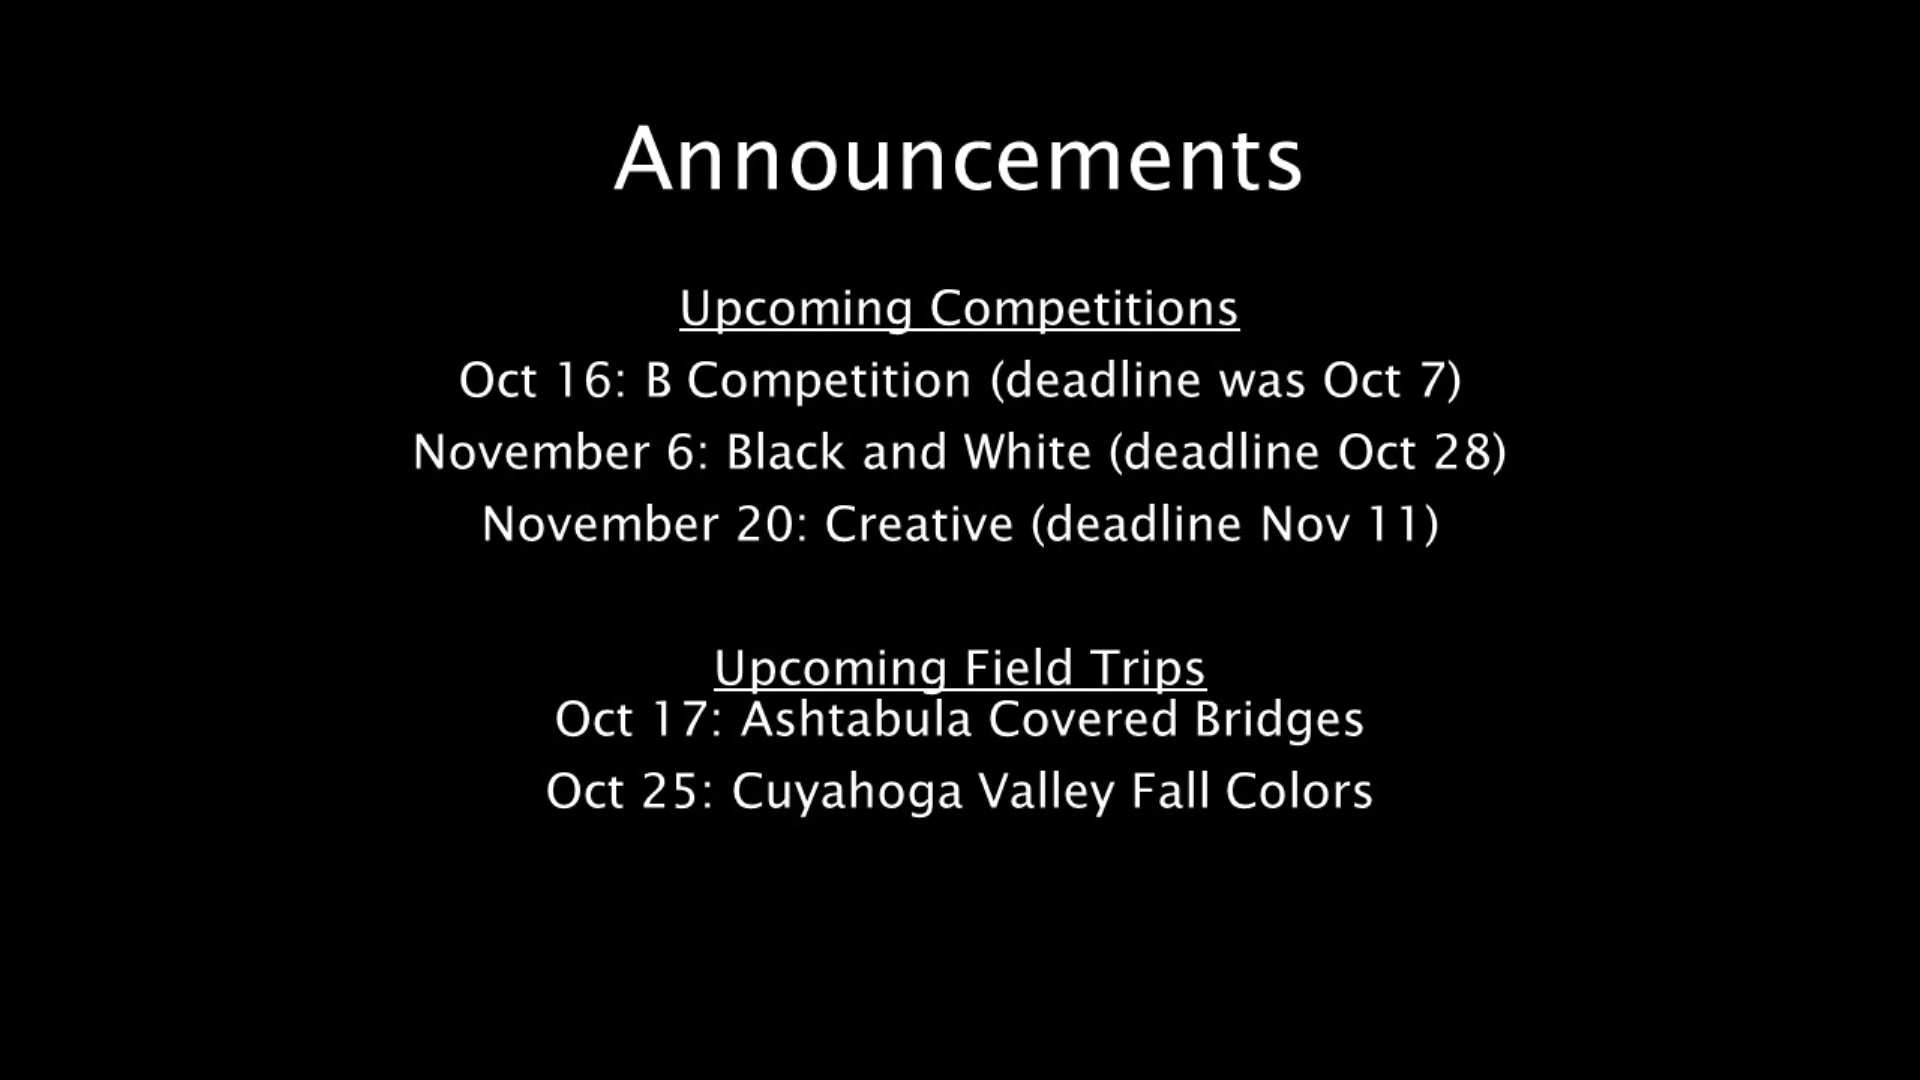 Announcements
Upcoming Competitions
Oct 16: B Competition (deadline was Oct 7)
November 6: Black and White (deadline Oct 28)
November 20: Creative (deadline Nov 11)
Upcoming Field Trips
Oct 17: Ashtabula Covered Bridges
Oct 25: Cuyahoga Valley Fall Colors